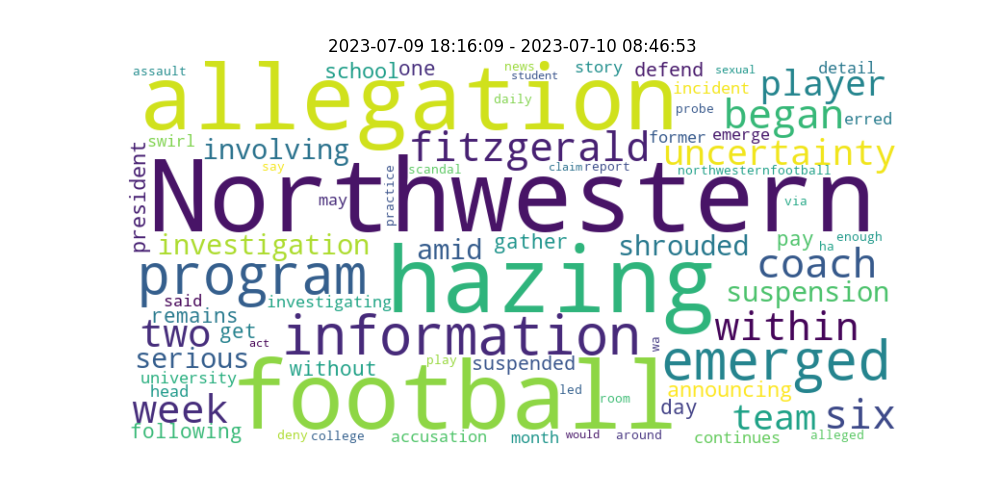 2023-07-09 18:16:09 - 2023-07-10 08:46:53
assault school one news student story defend sexual detail
allegation daily incident player
probe began erred
swirl involving fitzgerald former emerge uncertainty
president say scandal claim report northwesternfootball
Northwestern may practice via
investigation amid gather shrouded pay ha enough
program hazing coach
said investigating suspension
remains two get information within
act wa
serious without play suspended emerged
university head football led room announcing
week day team six
following deny college accusation month would around continues alleged